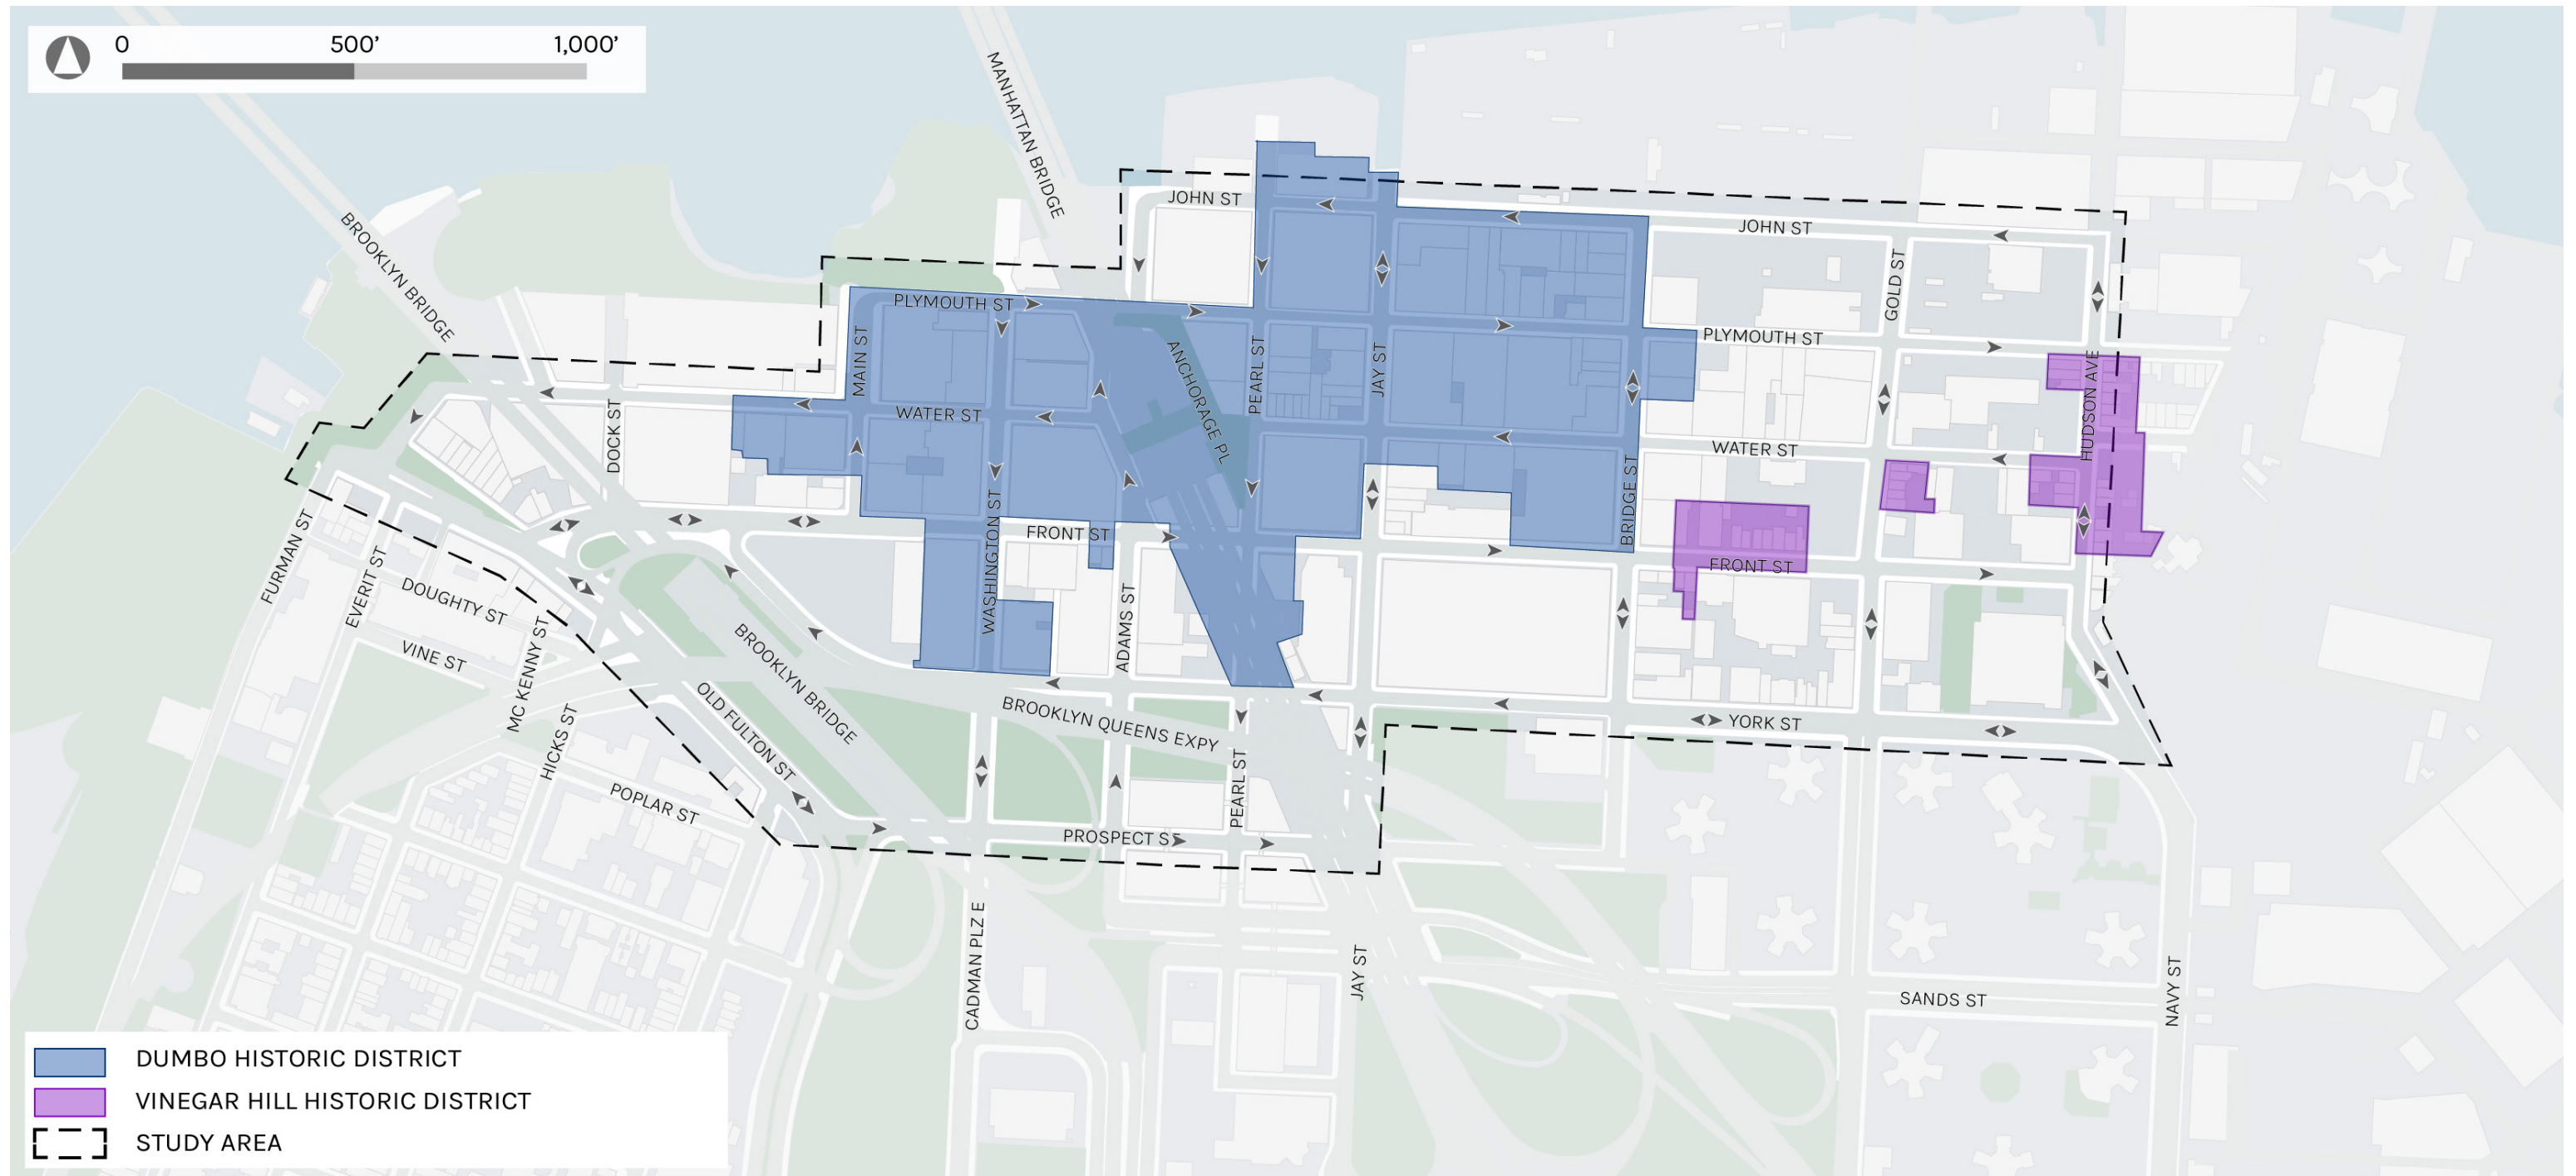 0 500’ 1,000’
MANHATTAN BRIDGE
BROOKLYN BRIDGE
JOHN ST
JOHN ST
GOLD ST
PLYMOUTH ST
PLYMOUTH ST
MAIN ST
ANCHORAGE PL
PEARL ST
JAY ST
HUDSON AVE
WATER ST
WATER ST
DOCK ST
BRIDGE ST
WASHINGTON ST
FRONT ST
FRONT ST
FURMAN ST
EVERIT ST
DOUGHTY ST
VINE ST
MC KENNY ST
HICKS ST
BROOKLYN BRIDGE
OLD FULTON ST
ADAMS ST
BROOKLYN QUEENS EXPY
YORK ST
PEARL ST
POPLAR ST
PROSPECT ST
CADMAN PLZ E
JAY ST
SANDS ST
NAVY ST
DUMBO HISTORIC DISTRICT
VINEGAR HILL HISTORIC DISTRICT
STUDY AREA